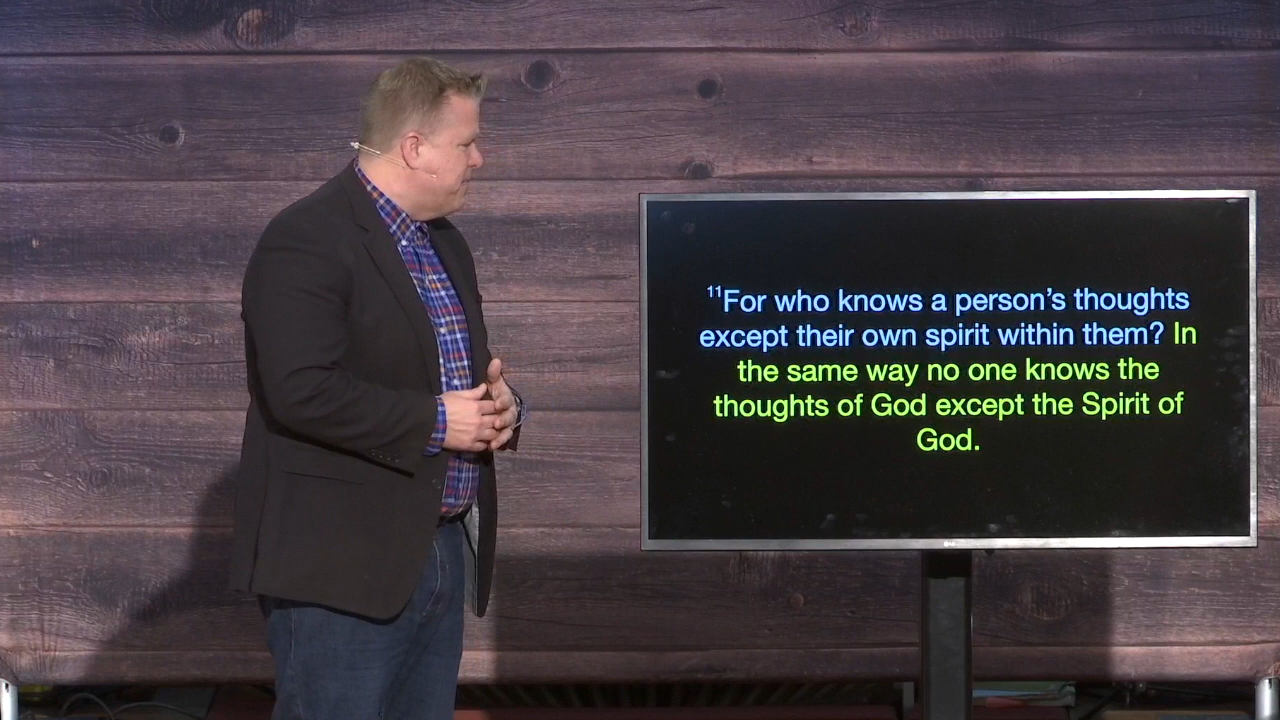 ¹¹For who knows a person’s thoughts
except their own spirit within them? In
the same way no one knows the
thoughts of God except the Spirit of
God.